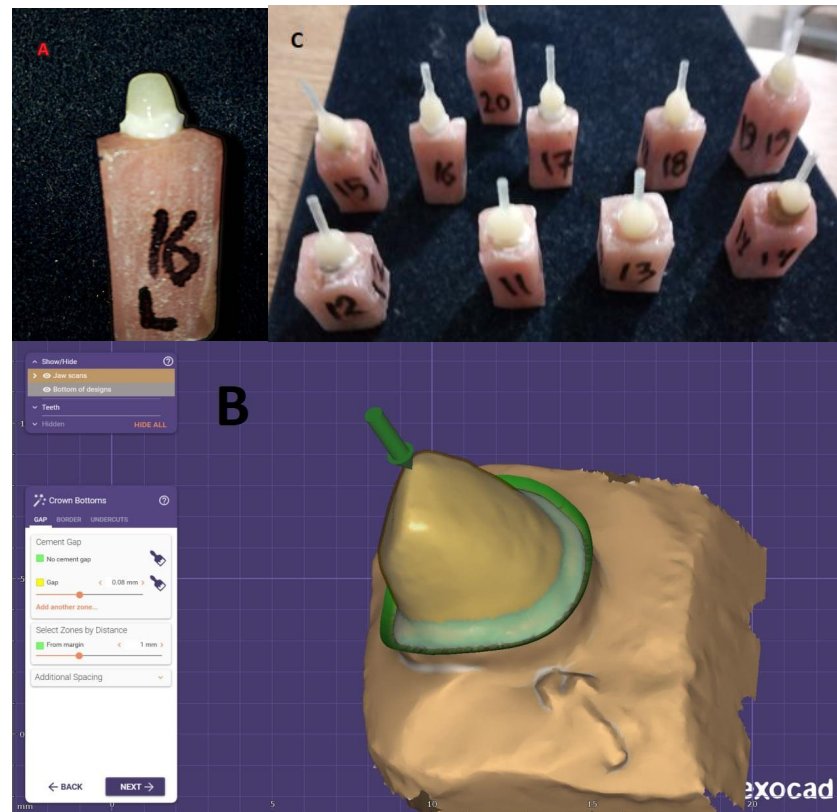 A
16
L
C
20
15
16
17
18
19 19
12
11
13
17
B
Show/Hide
Jaw scans
Bottom of designs
Teeth
Hidden
HIDE ALL
Crown Bottoms
GAP BORDER UNDERCUTS
Cement Gap
No cement gap
Gap 0.08 mm
Add another zone...
Select Zones by Distance
From margin 1 mm
Additional Spacing
BACK NEXT
mm
0
5
10
15
20
exocad